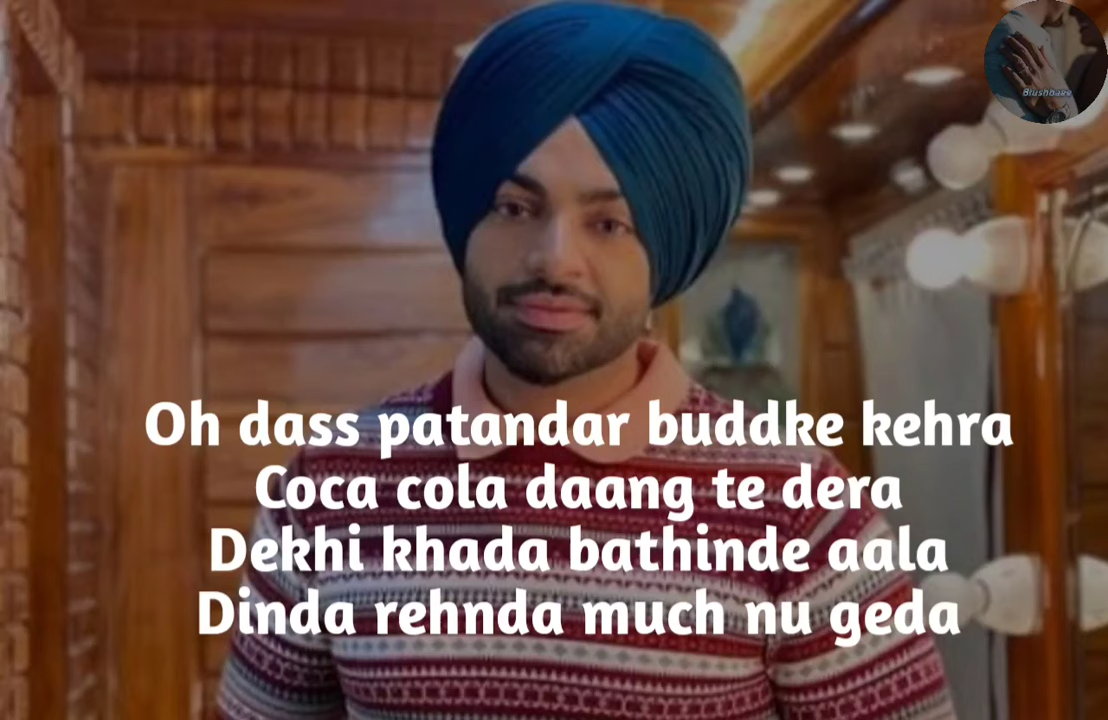 Blushbae
Oh dass patandar buddke kehra
Coca cola daang te dera
Dekhi khada bathinde aala
Dinda rehnda much nu geda